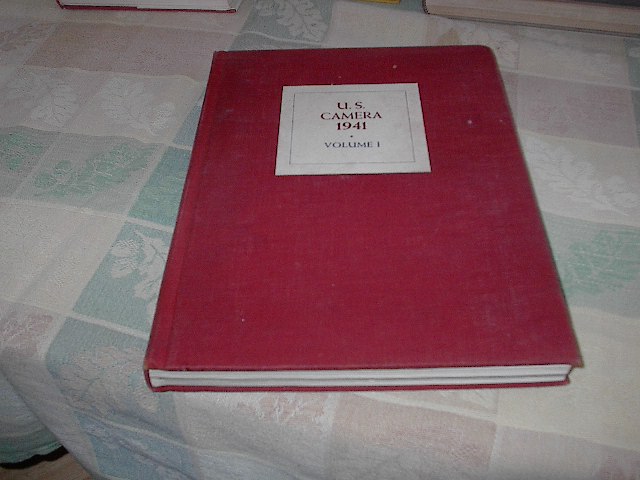 U.S.
CAMERA
1941
•
VOLUME I